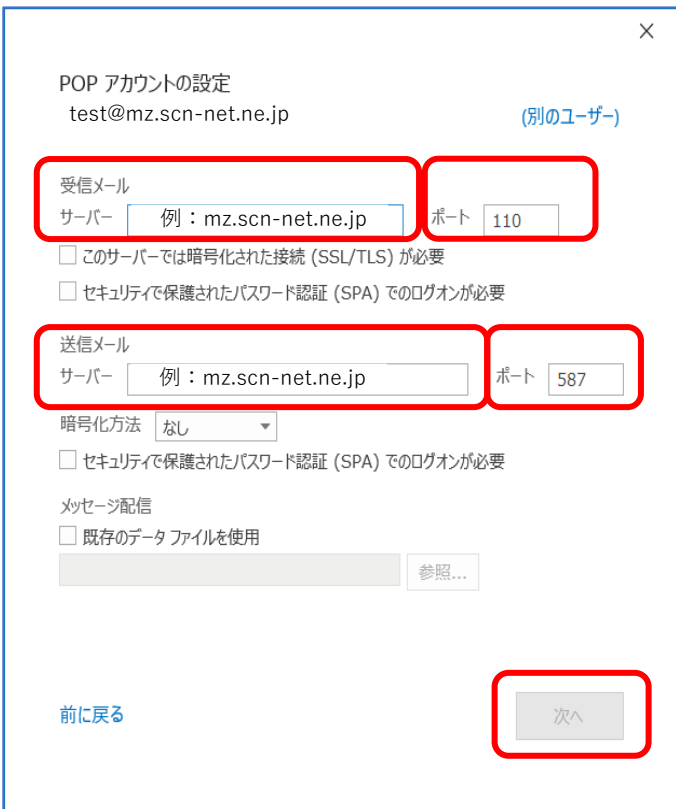 POP アカウントの設定
test@mz.scn-net.ne.jp (別のユーザー)
受信メール
サーバー 例：mz.scn-net.ne.jp ポート 110
このサーバーでは暗号化された接続 (SSL/TLS) が必要
セキュリティで保護されたパスワード認証 (SPA) でのログオンが必要
送信メール
サーバー 例：mz.scn-net.ne.jp ポート 587
暗号化方法 なし
セキュリティで保護されたパスワード認証 (SPA) でのログオンが必要
メッセージ配信
既存のデータ ファイルを使用
参照...
前に戻る 次へ